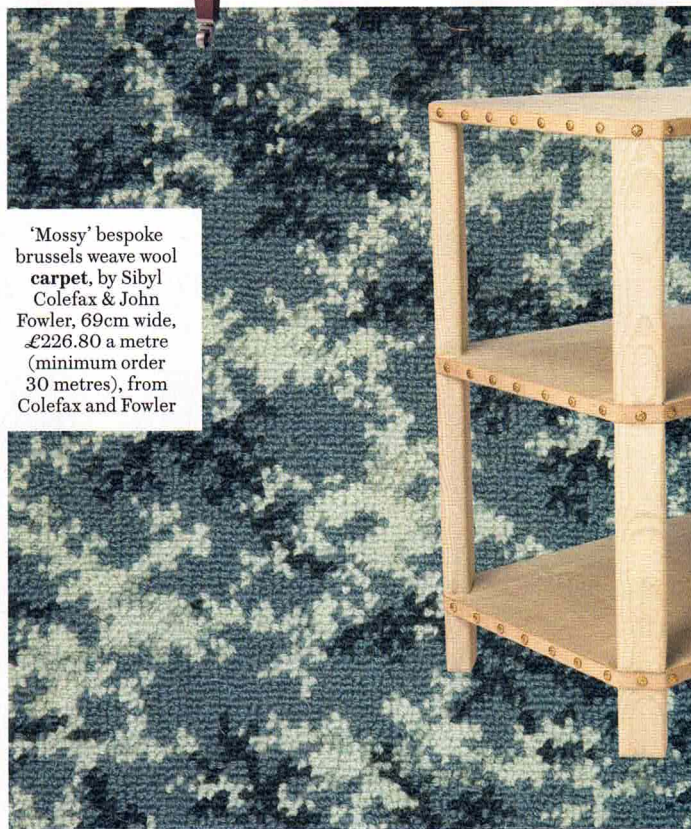 ‘Mossy’ bespoke
brussels weave wool
carpet, by Sibyl
Colefax & John
Fowler, 69cm wide,
£226.80 a metre
(minimum order
30 metres), from
Colefax and Fowler